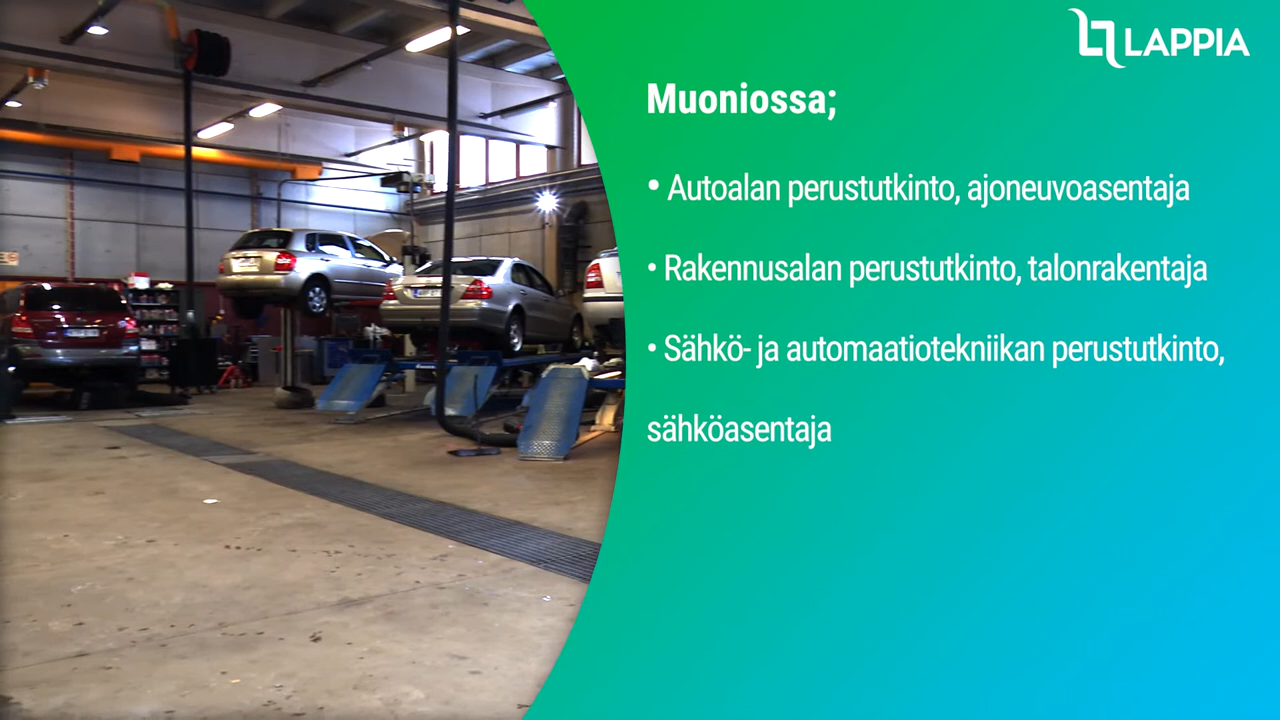 LAPPIA
Muoniossa;
• Autoalan perustutkinto, ajoneuvoasentaja
• Rakennusalan perustutkinto, talonrakentaja
• Sähkö- ja automaatiotekniikan perustutkinto,
sähköasentaja